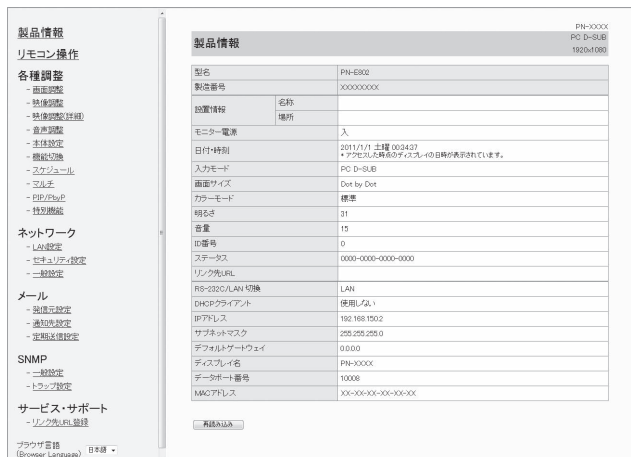 製品情報
リモコン操作
各種調整
- 画面調整
- 映像調整
- 映像調整(詳細)
- 音声調整
- 本体設定
- 機能切換
- スケジュール
- マルチ
- PIP/PbyP
- 特別機能
ネットワーク
- LAN設定
- セキュリティ設定
- 一般設定
メール
- 発信元設定
- 通知先設定
- 定期送信設定
SNMP
- 一般設定
- トラップ設定
サービス・サポート
- リンク先URL登録
ブラウザ言語
(Browser Language) 日本語
PN-XXXX
製品情報 PC D-SUB
1920x1080
型名 PN-E802
製造番号 XXXXXXXX
設置情報 名称
場所
モニター電源 入
日付・時刻 2011/1/1 土曜 00:34:37
* アクセスした時点のディスプレイの日時が表示されています。
入力モード PC D-SUB
画面サイズ Dot by Dot
カラーモード 標準
明るさ 31
音量 15
ID番号 0
ステータス 0000-0000-0000-0000
リンク先URL
RS-232C/LAN 切換 LAN
DHCPクライアント 使用しない
IPアドレス 192.168.150.2
サブネットマスク 255.255.255.0
デフォルトゲートウェイ 0.0.0.0
ディスプレイ名 PN-XXXX
データポート番号 10008
MACアドレス XX-XX-XX-XX-XX-XX
再読み込み